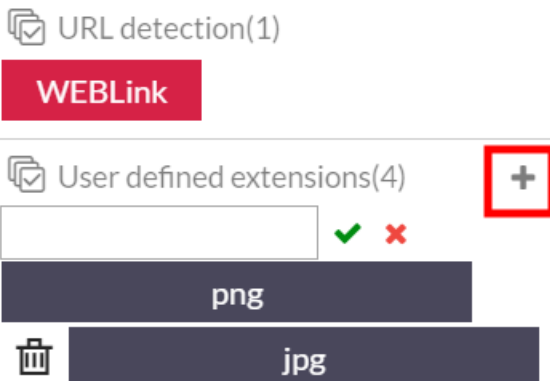 URL detection(1)
WEBLink
User defined extensions(4)
png
jpg